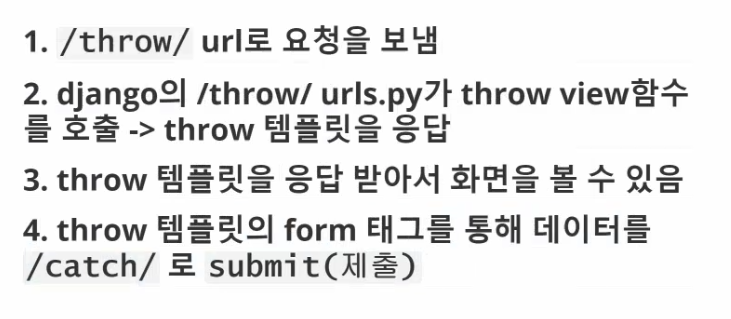 1. /throw/ url로 요청을 보냄
2. django의 /throw/ urls.py가 throw view함수
를 호출 -> throw 템플릿을 응답
3. throw 템플릿을 응답 받아서 화면을 볼 수 있음
4. throw 템플릿의 form 태그를 통해 데이터를
/catch/ 로 submit(제출)